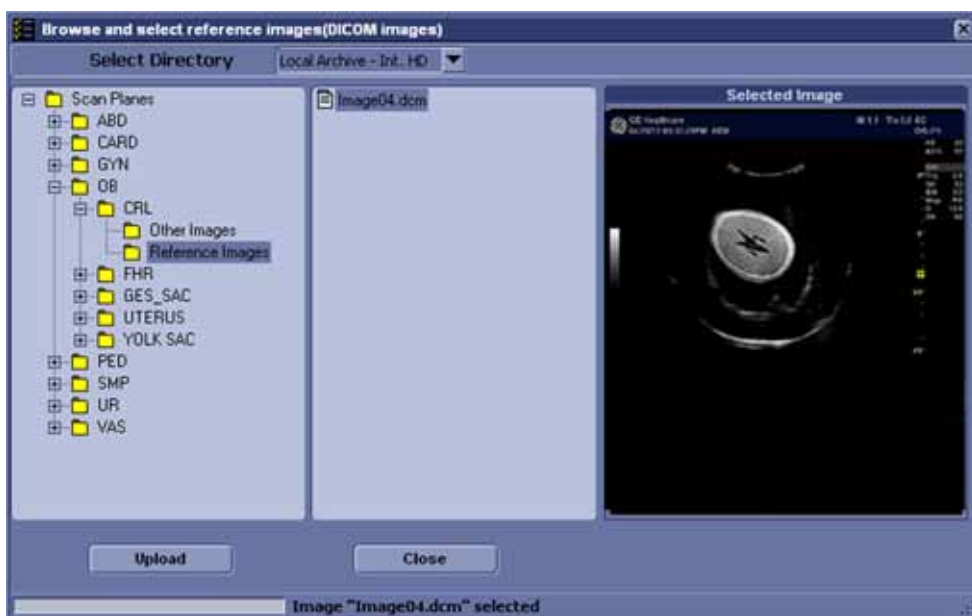 Browse and select reference images(DICOM images)
Select Directory
Local Archive - Int. HD
Scan Planes
ABD
CARD
GYN
OB
CRL
Other Images
Reference Images
FHR
GES_SAC
UTERUS
YOLK SAC
PED
SMP
UR
VAS
Image04.dcm
Selected Image
GE Healthcare
Upload
Close
Image "Image04.dcm" selected